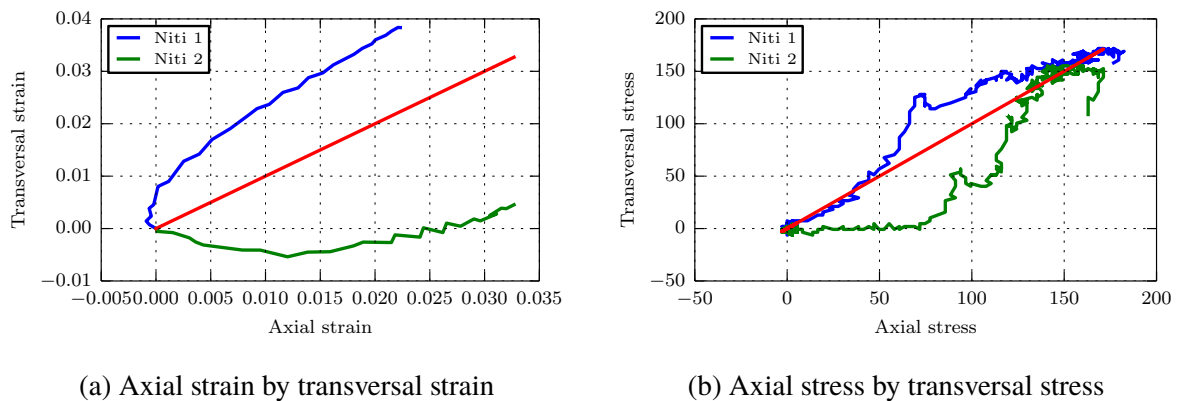 Niti 1
Niti 2
0.04
0.03
0.02
0.01
0.00
−0.01
Transversal strain
−0.005
0.000
0.005
0.010
0.015
0.020
0.025
0.030
0.035
Axial strain
(a) Axial strain by transversal strain
Niti 1
Niti 2
200
150
100
50
0
50
Transversal stress
−50
0
50
100
150
200
Axial stress
(b) Axial stress by transversal stress